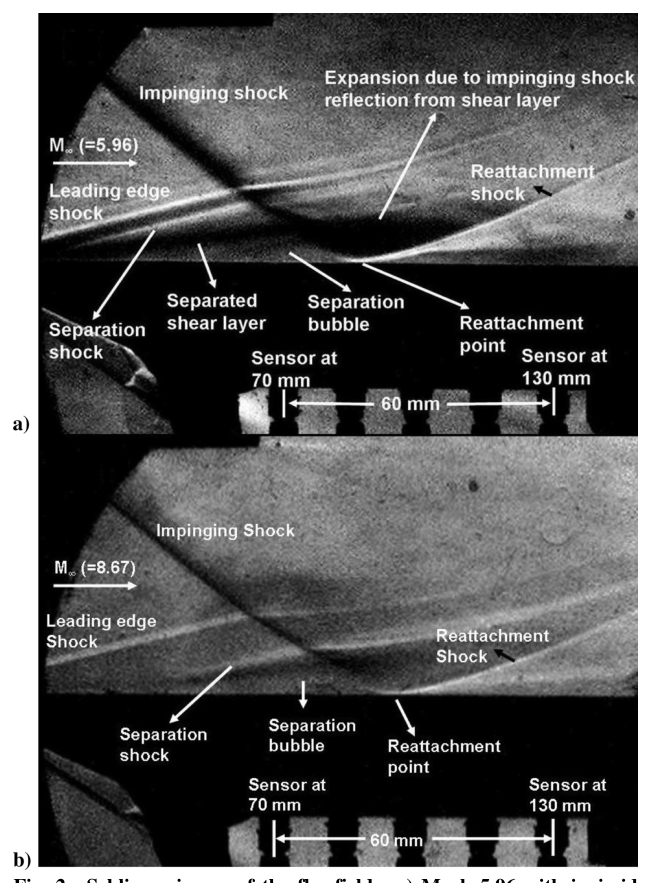 a)
Impinging shock
Expansion due to impinging shock
reflection from shear layer
M∞ (=5.96)
Reattachment
shock
Leading edge
shock
Separation
shock
Separated
shear layer
Separation
bubble
Reattachment
point
Sensor at
70 mm
Sensor at
130 mm
60 mm
b)
Impinging Shock
M∞ (=8.67)
Leading edge
Shock
Reattachment
Shock
Separation
shock
Separation
bubble
Reattachment
point
Sensor at
70 mm
Sensor at
130 mm
60 mm